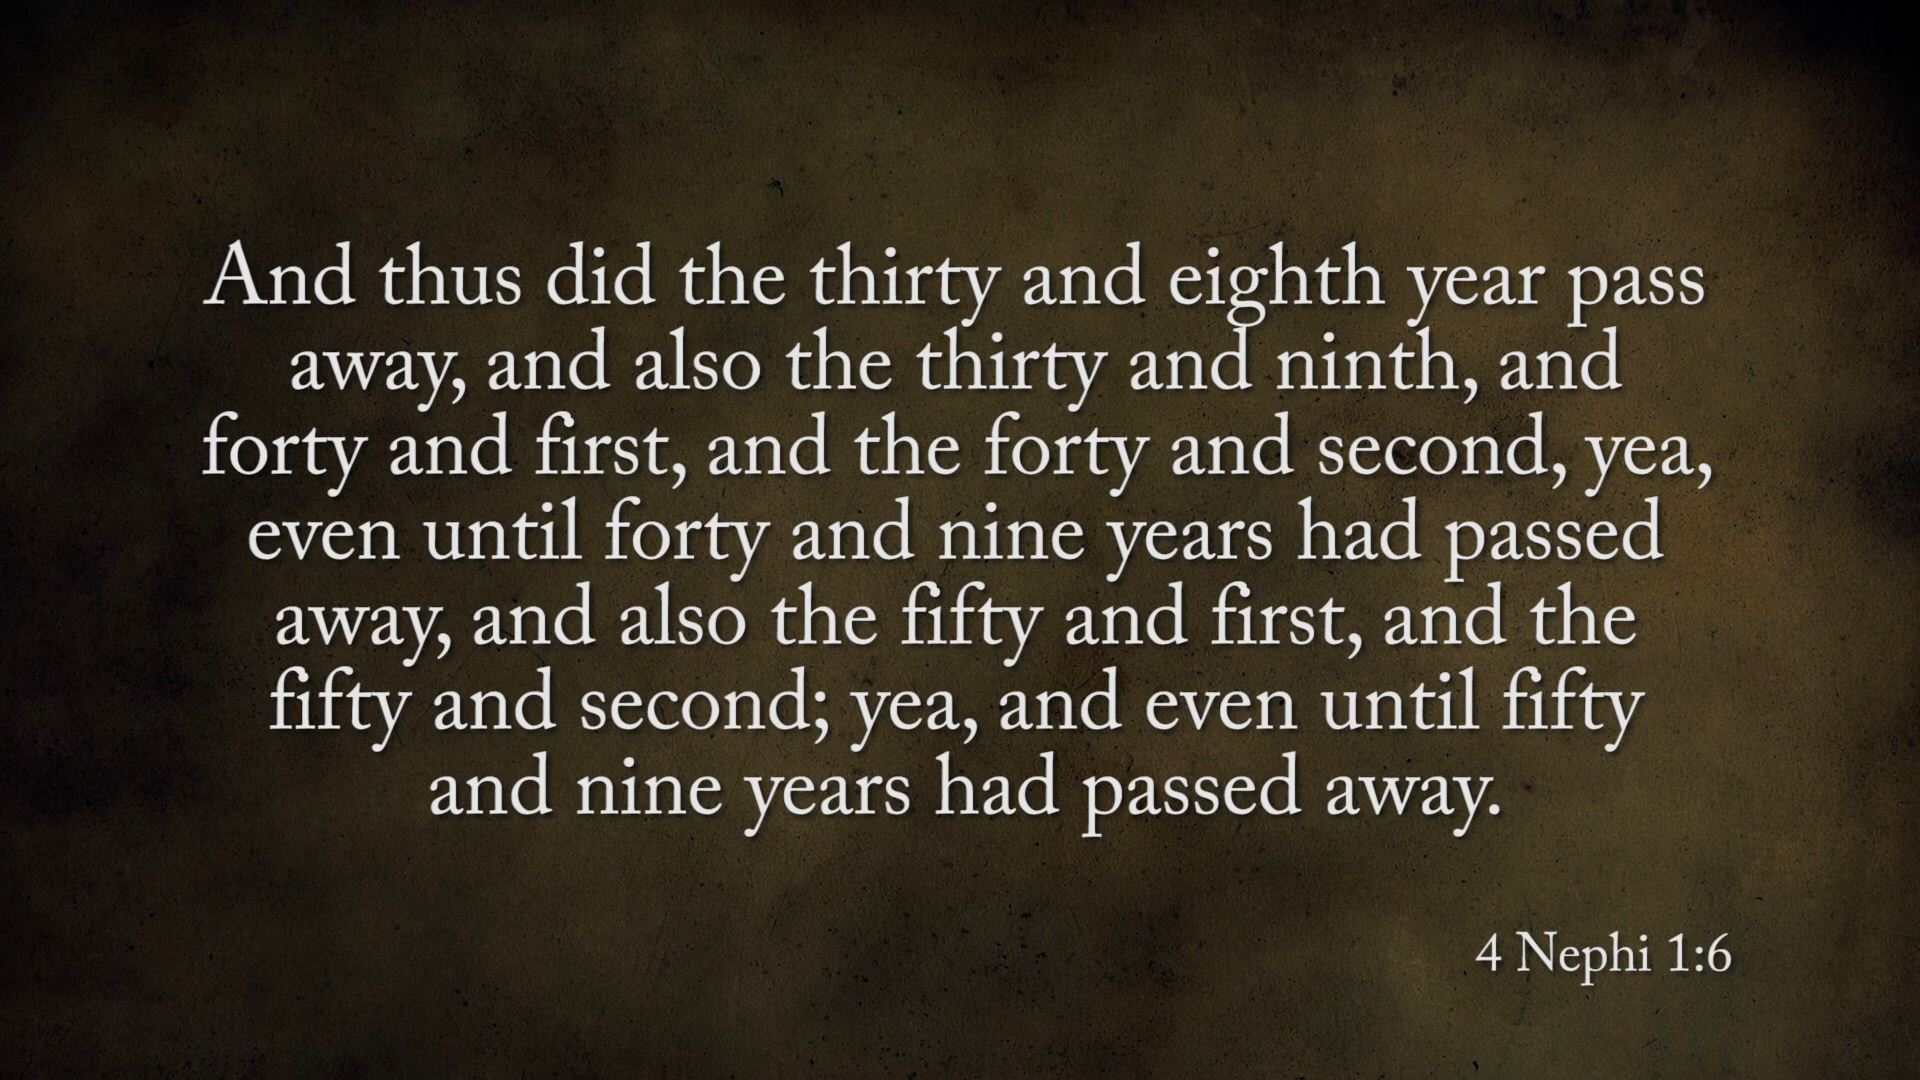 And thus did the thirty and eighth year pass
away, and also the thirty and ninth, and
forty and first, and the forty and second, yea,
even until forty and nine years had passed
away, and also the fifty and first, and the
fifty and second; yea, and even until fifty
and nine years had passed away.
4 Nephi 1:6